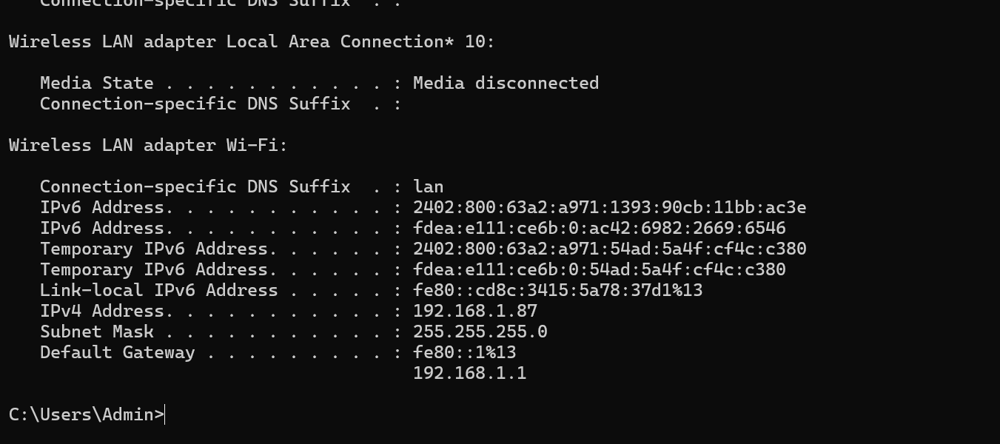 Connection-specific DNS Suffix  . :
Wireless LAN adapter Local Area Connection* 10:
   Media State . . . . . . . . . . . : Media disconnected
   Connection-specific DNS Suffix  . :
Wireless LAN adapter Wi-Fi:
   Connection-specific DNS Suffix  . : lan
   IPv6 Address. . . . . . . . . . . : 2402:800:63a2:a971:1393:90cb:11bb:ac3e
   IPv6 Address. . . . . . . . . . . : fdea:e111:ce6b:0:ac42:6982:2669:6546
   Temporary IPv6 Address. . . . . . : 2402:800:63a2:a971:54ad:5a4f:cf4c:c380
   Temporary IPv6 Address. . . . . . : fdea:e111:ce6b:0:54ad:5a4f:cf4c:c380
   Link-local IPv6 Address . . . . . : fe80::cd8c:3415:5a78:37d1%13
   IPv4 Address. . . . . . . . . . . : 192.168.1.87
   Subnet Mask . . . . . . . . . . . : 255.255.255.0
   Default Gateway . . . . . . . . . : fe80::1%13
                                       192.168.1.1
C:\Users\Admin>